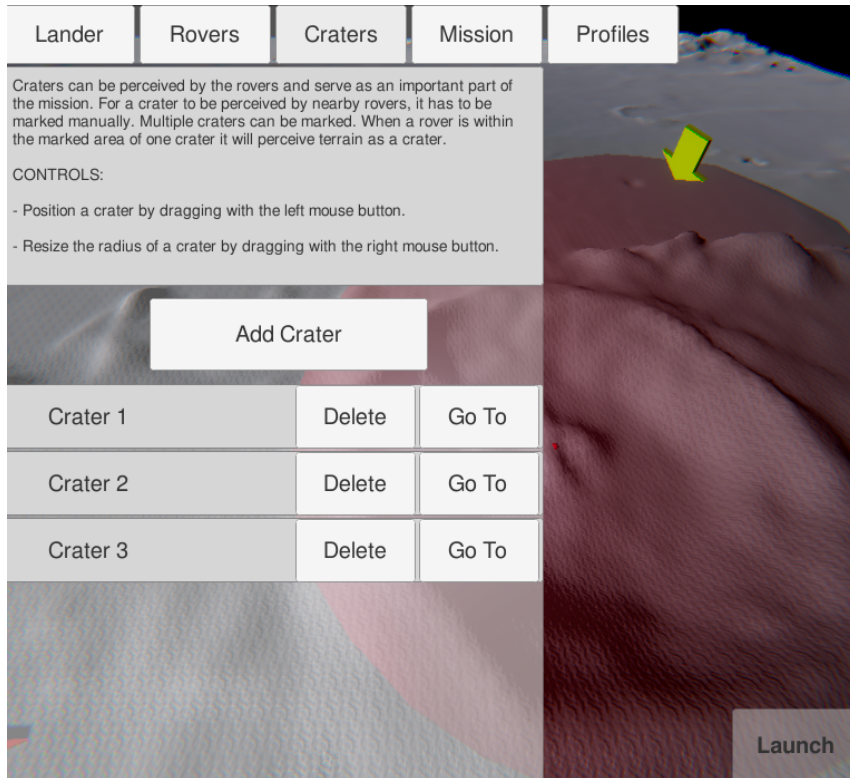 Lander Rovers Craters Mission Profiles
Craters can be perceived by the rovers and serve as an important part of
the mission. For a crater to be perceived by nearby rovers, it has to be
marked manually. Multiple craters can be marked. When a rover is within
the marked area of one crater it will perceive terrain as a crater.
CONTROLS:
- Position a crater by dragging with the left mouse button.
- Resize the radius of a crater by dragging with the right mouse button.
Add Crater
Crater 1 Delete Go To
Crater 2 Delete Go To
Crater 3 Delete Go To
Launch